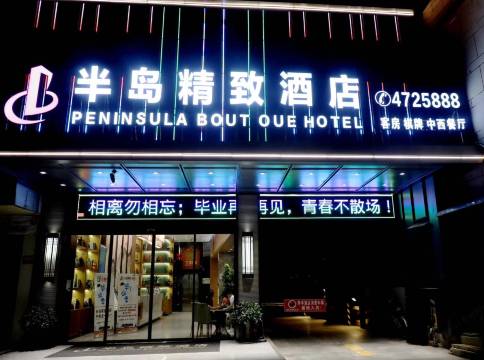 半岛精致酒店
✆4725888
PENINSULA BOUT OUE HOTEL
客房 棋牌 中西餐厅
相离勿相忘；毕业再再见，青春不散场！